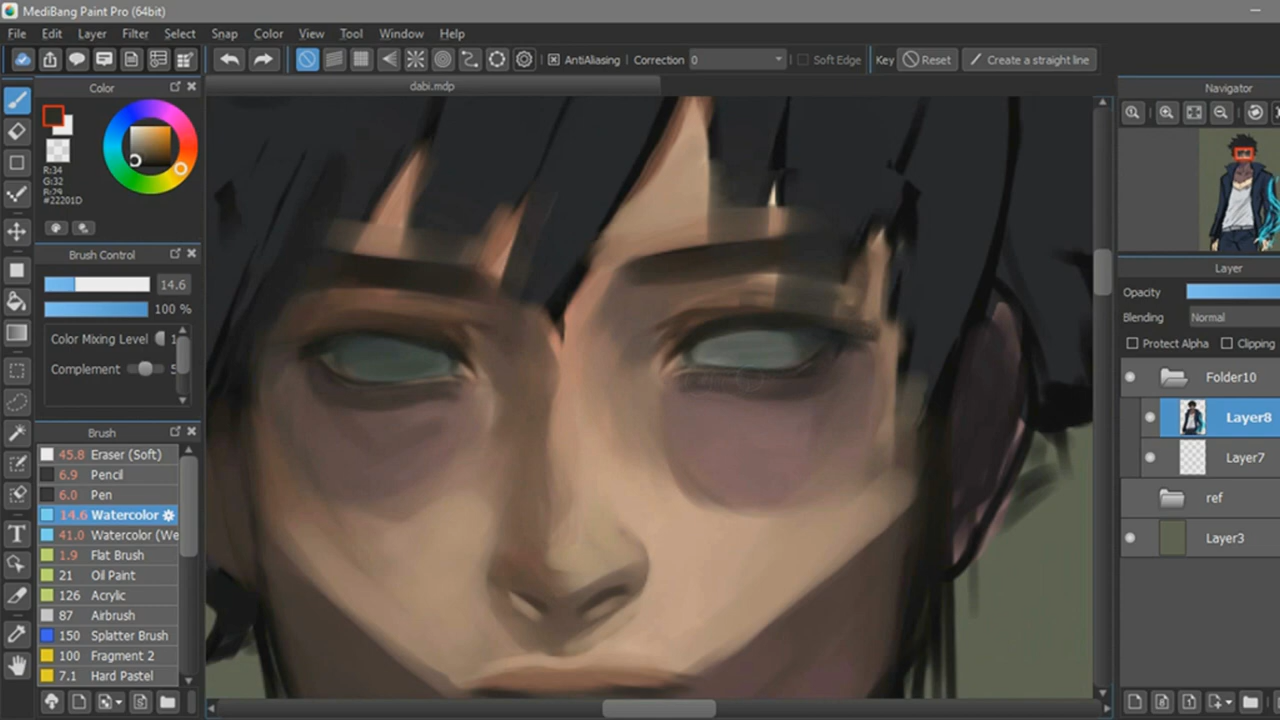 MediBang Paint Pro (64bit)
File Edit Layer Filter Select Snap Color View Tool Window Help
AntiAliasing Correction 0 Soft Edge Key Reset Create a straight line
Color
dabi.mdp
Navigator
R:34
G:32
B:29
#22201D
Brush Control
14.6
100 %
Color Mixing Level 1
Complement 5
Brush
45.8 Eraser (Soft)
6.9 Pencil
6.0 Pen
14.6 Watercolor
41.0 Watercolor (We
1.9 Flat Brush
21 Oil Paint
126 Acrylic
87 Airbrush
150 Splatter Brush
100 Fragment 2
7.1 Hard Pastel
T
Layer
Opacity
Blending Normal
Protect Alpha Clipping
Folder10
Layer8
Layer7
ref
Layer3